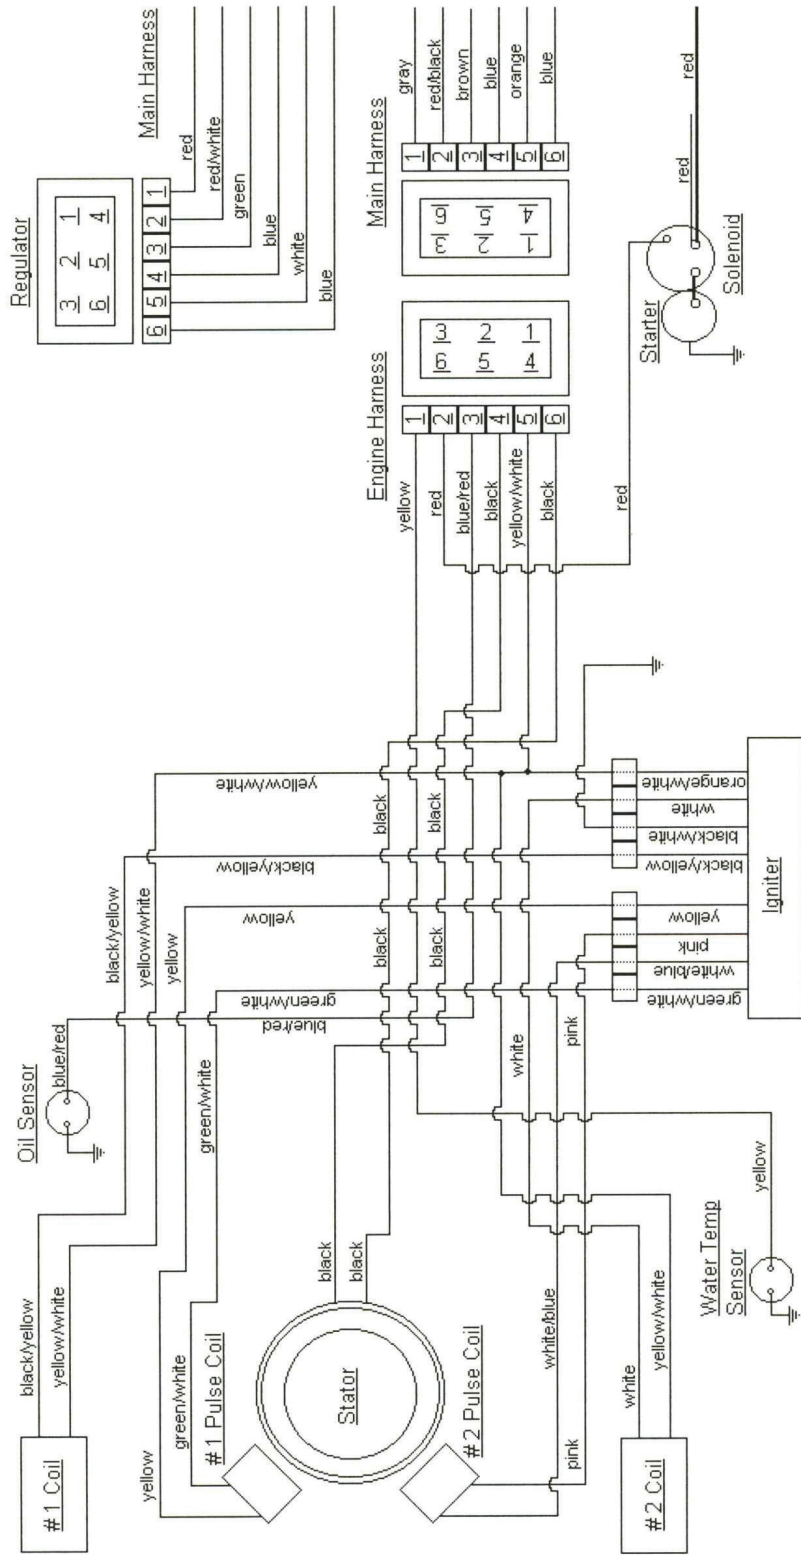 Regulator
3 2 1
6 5 4
6 5 4 3 2 1
Main Harness
red
red/white
green
blue
white
blue
Main Harness
1 gray
2 red/black
3 brown
4 blue
5 orange
6 blue
3 6
2 5
1 4
Engine Harness
6 3
5 2
4 1
1 yellow
2 red
3 blue/red
4 black
5 yellow/white
6 black
red
Starter
Solenoid
red
red
yellow/white
black/yellow
yellow
green/white
blue/red
black
black
black
black
orange/white
white
black/white
black/yellow
yellow
pink
white/blue
green/white
Igniter
Oil Sensor
blue/red
black/yellow
yellow/white
yellow
green/white
white
pink
#1 Coil
black/yellow
yellow/white
yellow
green/white
#1 Pulse Coil
Stator
black
black
#2 Pulse Coil
white/blue
pink
#2 Coil
white
yellow/white
Water Temp
Sensor
yellow